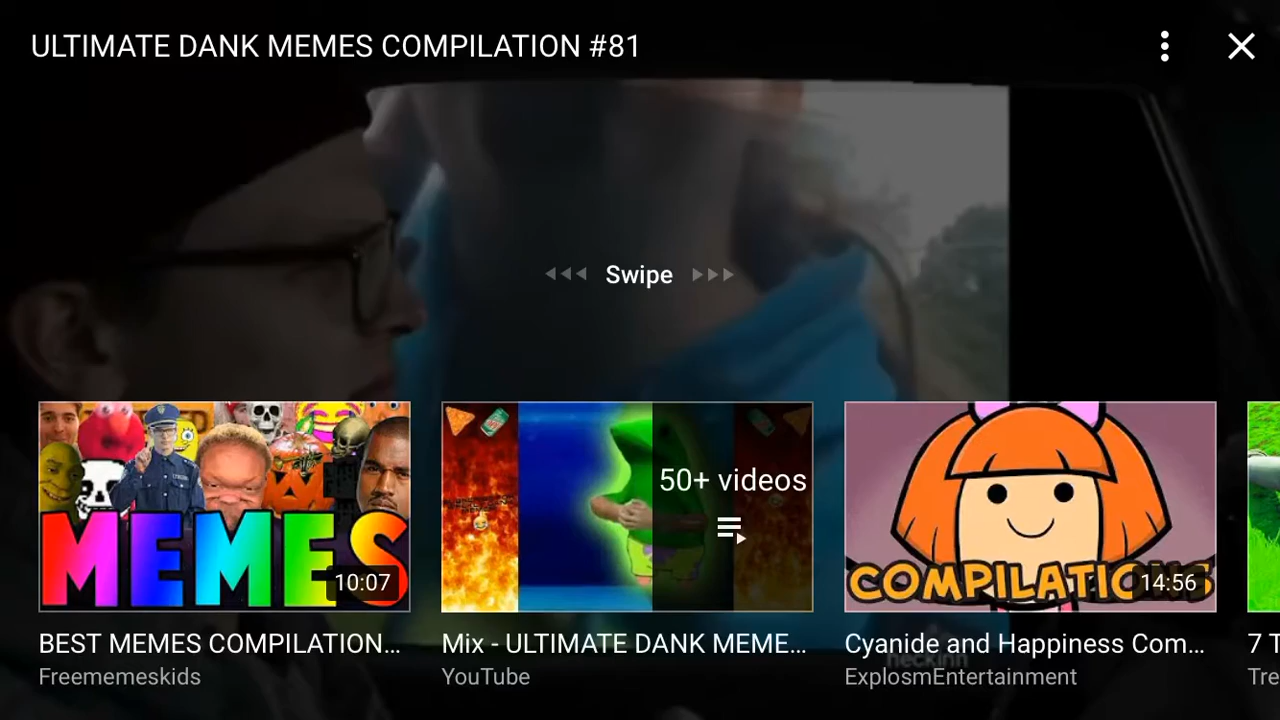 ULTIMATE DANK MEMES COMPILATION #81
Swipe
MEMES
10:07
50+ videos
COMPILATIONS
14:56
BEST MEMES COMPILATION...
Mix - ULTIMATE DANK MEME...
Cyanide and Happiness Com...
7 T
Freememeskids
YouTube
ExplosmEntertainment
Tre
heckinn